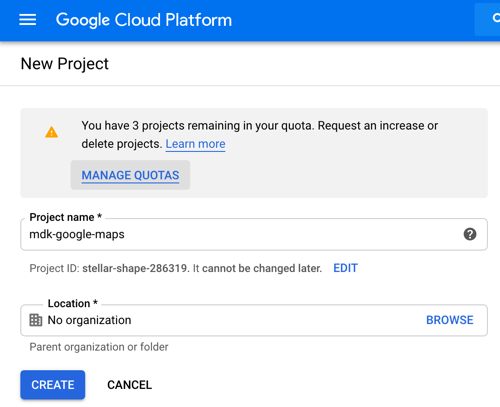 Google Cloud Platform
New Project
You have 3 projects remaining in your quota. Request an increase or
delete projects. Learn more
MANAGE QUOTAS
Project name *
mdk-google-maps
Project ID: stellar-shape-286319. It cannot be changed later. EDIT
Location *
No organization BROWSE
Parent organization or folder
CREATE CANCEL